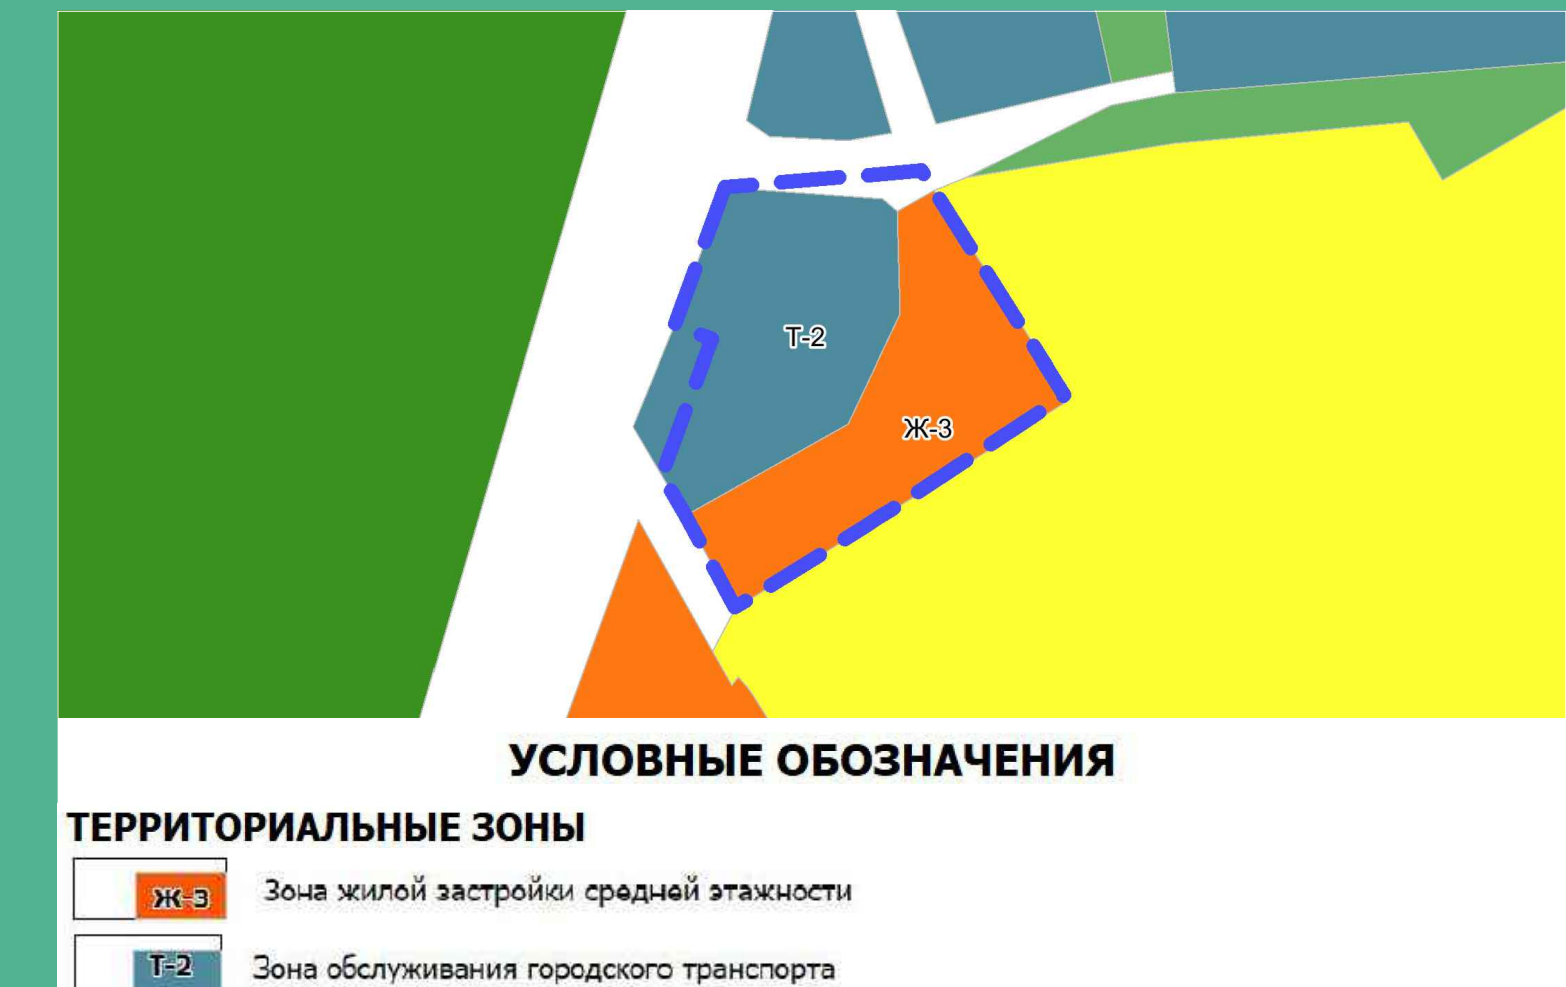 Т-2
Ж-3
УСЛОВНЫЕ ОБОЗНАЧЕНИЯ
ТЕРРИТОРИАЛЬНЫЕ ЗОНЫ
Ж-3 Зона жилой застройки средней этажности
Т-2 Зона обслуживания городского транспорта